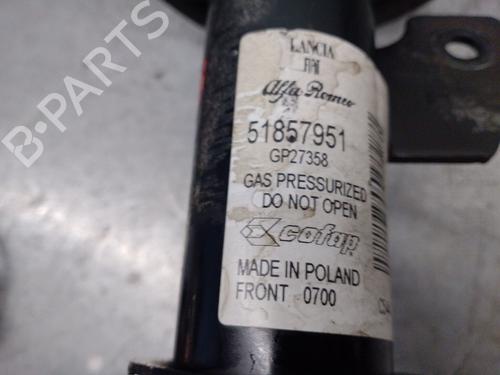 LANCIA
FIAT
Alfa Romeo
51857951
GP27358
GAS PRESSURIZED
DO NOT OPEN
cofap
MADE IN POLAND
FRONT 0700
B-PARTS